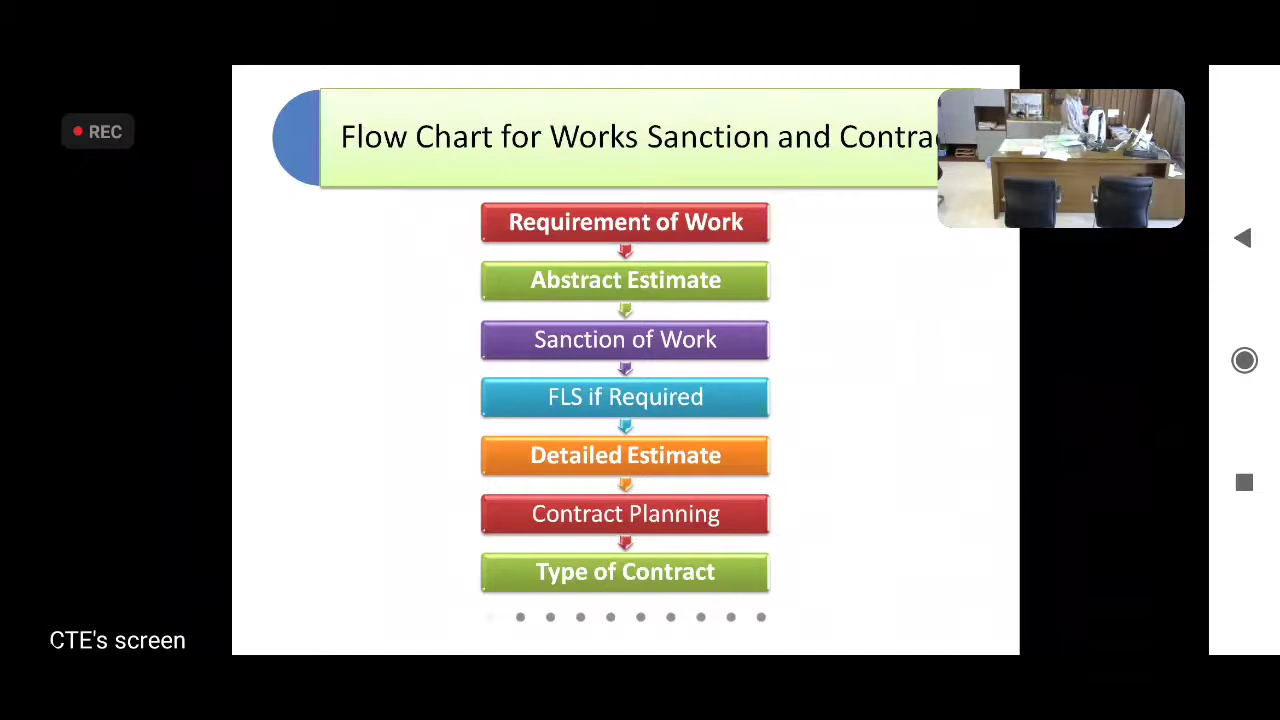 REC
Flow Chart for Works Sanction and
Requirement of Work
Abstract Estimate
Sanction of Work
FLS if Required
Detailed Estimate
Contract Planning
Type of Contract
CTE's screen